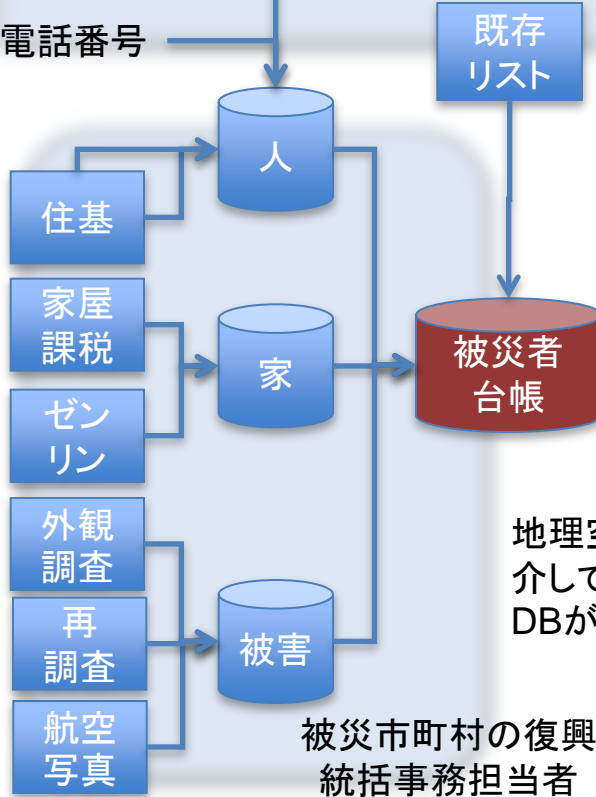 電話番号
既存
リスト
人
住基
家屋
課税
家
被災者
台帳
ゼン
リン
外観
調査
地理空
介して
DBが
再
調査
被害
航空
写真
被災市町村の復興
統括事務担当者